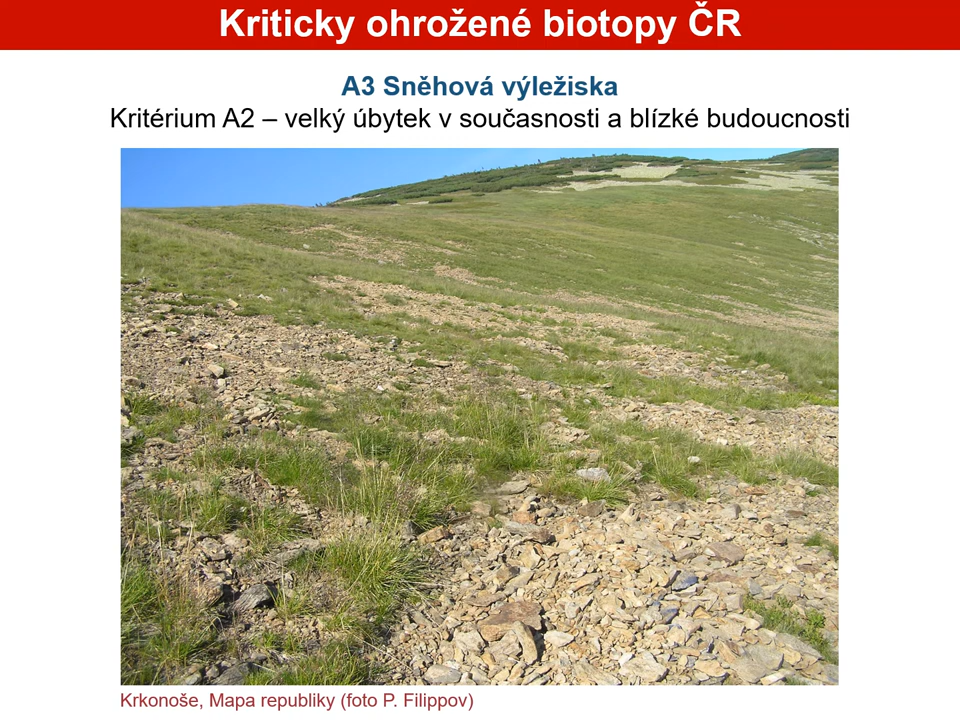 Kriticky ohrožené biotopy ČR
A3 Sněhová výležiska
Kritérium A2 – velký úbytek v současnosti a blízké budoucnosti
Krkonoše, Mapa republiky (foto P. Filippov)